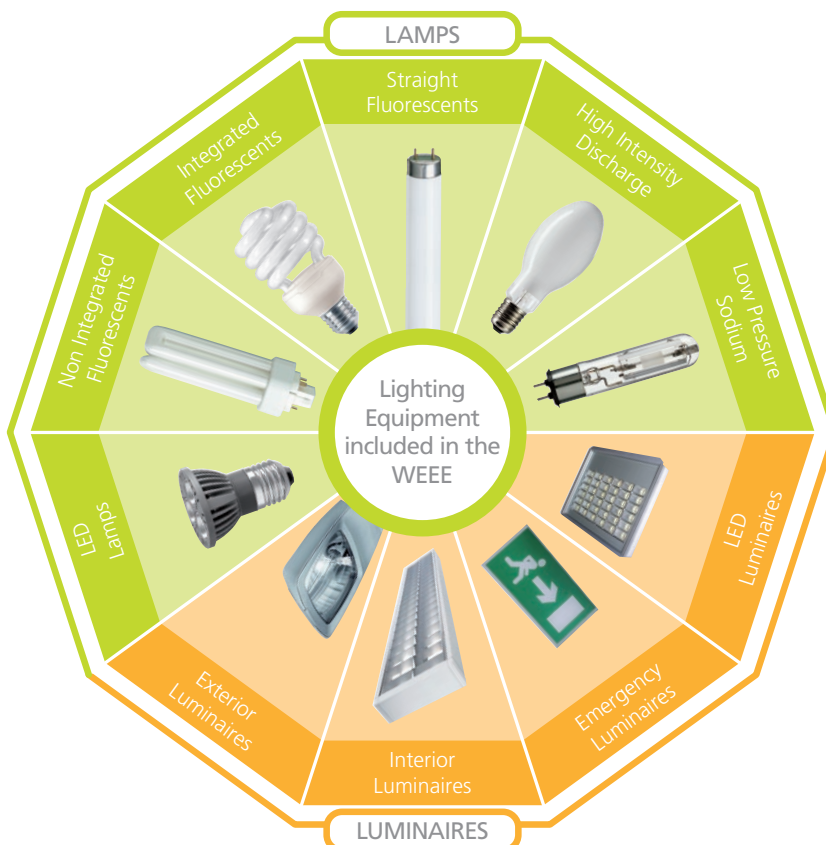 LAMPS
Straight
Fluorescents
High Intensity
Discharge
Low Pressure
Sodium
LED
Luminaires
Emergency
Luminaires
Interior
Luminaires
Exterior
Luminaires
LED
Lamps
Non Integrated
Fluorescents
Integrated
Fluorescents
Lighting
Equipment
included in the
WEEE
LUMINAIRES